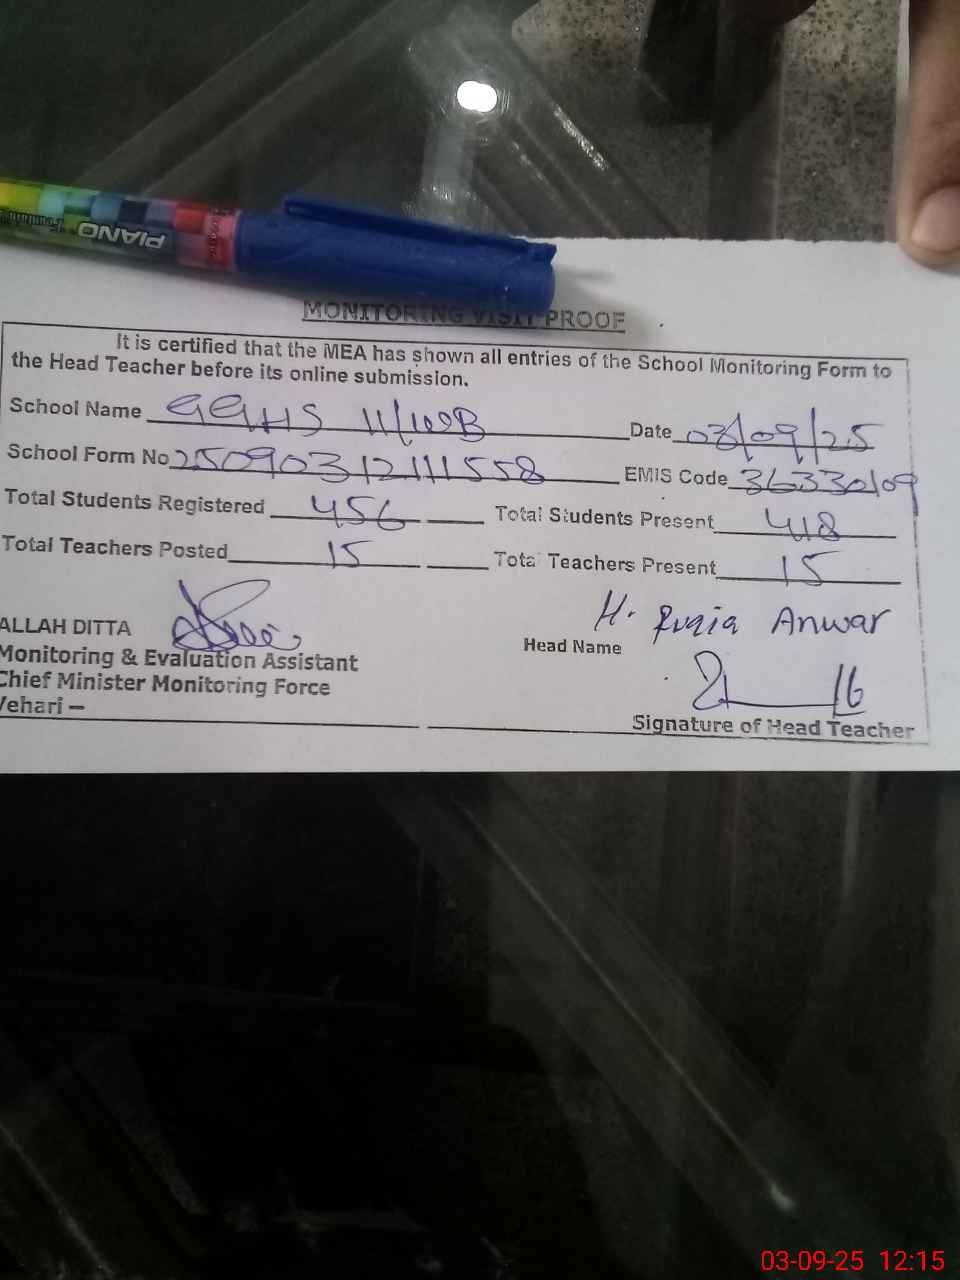 PIANO
MONITORING VISIT PROOF
It is certified that the MEA has shown all entries of the School Monitoring Form to
the Head Teacher before its online submission.
School Name GGHS 11/WB Date 03/09/25
School Form No 250903121111558 EMIS Code 36330109
Total Students Registered 456 Total Students Present 418
Total Teachers Posted 15 Total Teachers Present 15
H. Ruqia Anwar
ALLAH DITTA Head Name
Monitoring & Evaluation Assistant
Chief Minister Monitoring Force
Vehari –
Signature of Head Teacher
03-09-25 12:15